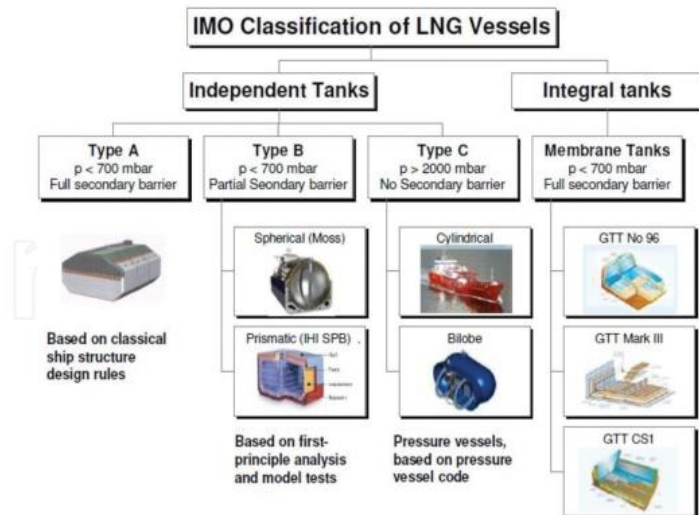 IMO Classification of LNG Vessels
Independent Tanks
Integral tanks
Type A
p < 700 mbar
Full secondary barrier
Type B
p < 700 mbar
Partial Sendary barrier
Type C
p > 2000 mbar
No Secondary barrier
Membrane Tanks
p < 700 mbar
Full secondary barrier
Based on classical
ship structure
design rules
Spherical (Moss)
Prismatic (IHI SPB)
Based on first-
principle analysis
and model tests
Cylindrical
Bilobe
Pressure vessels,
based on pressure
vessel code
GTT No 96
GTT Mark III
GTT CS1